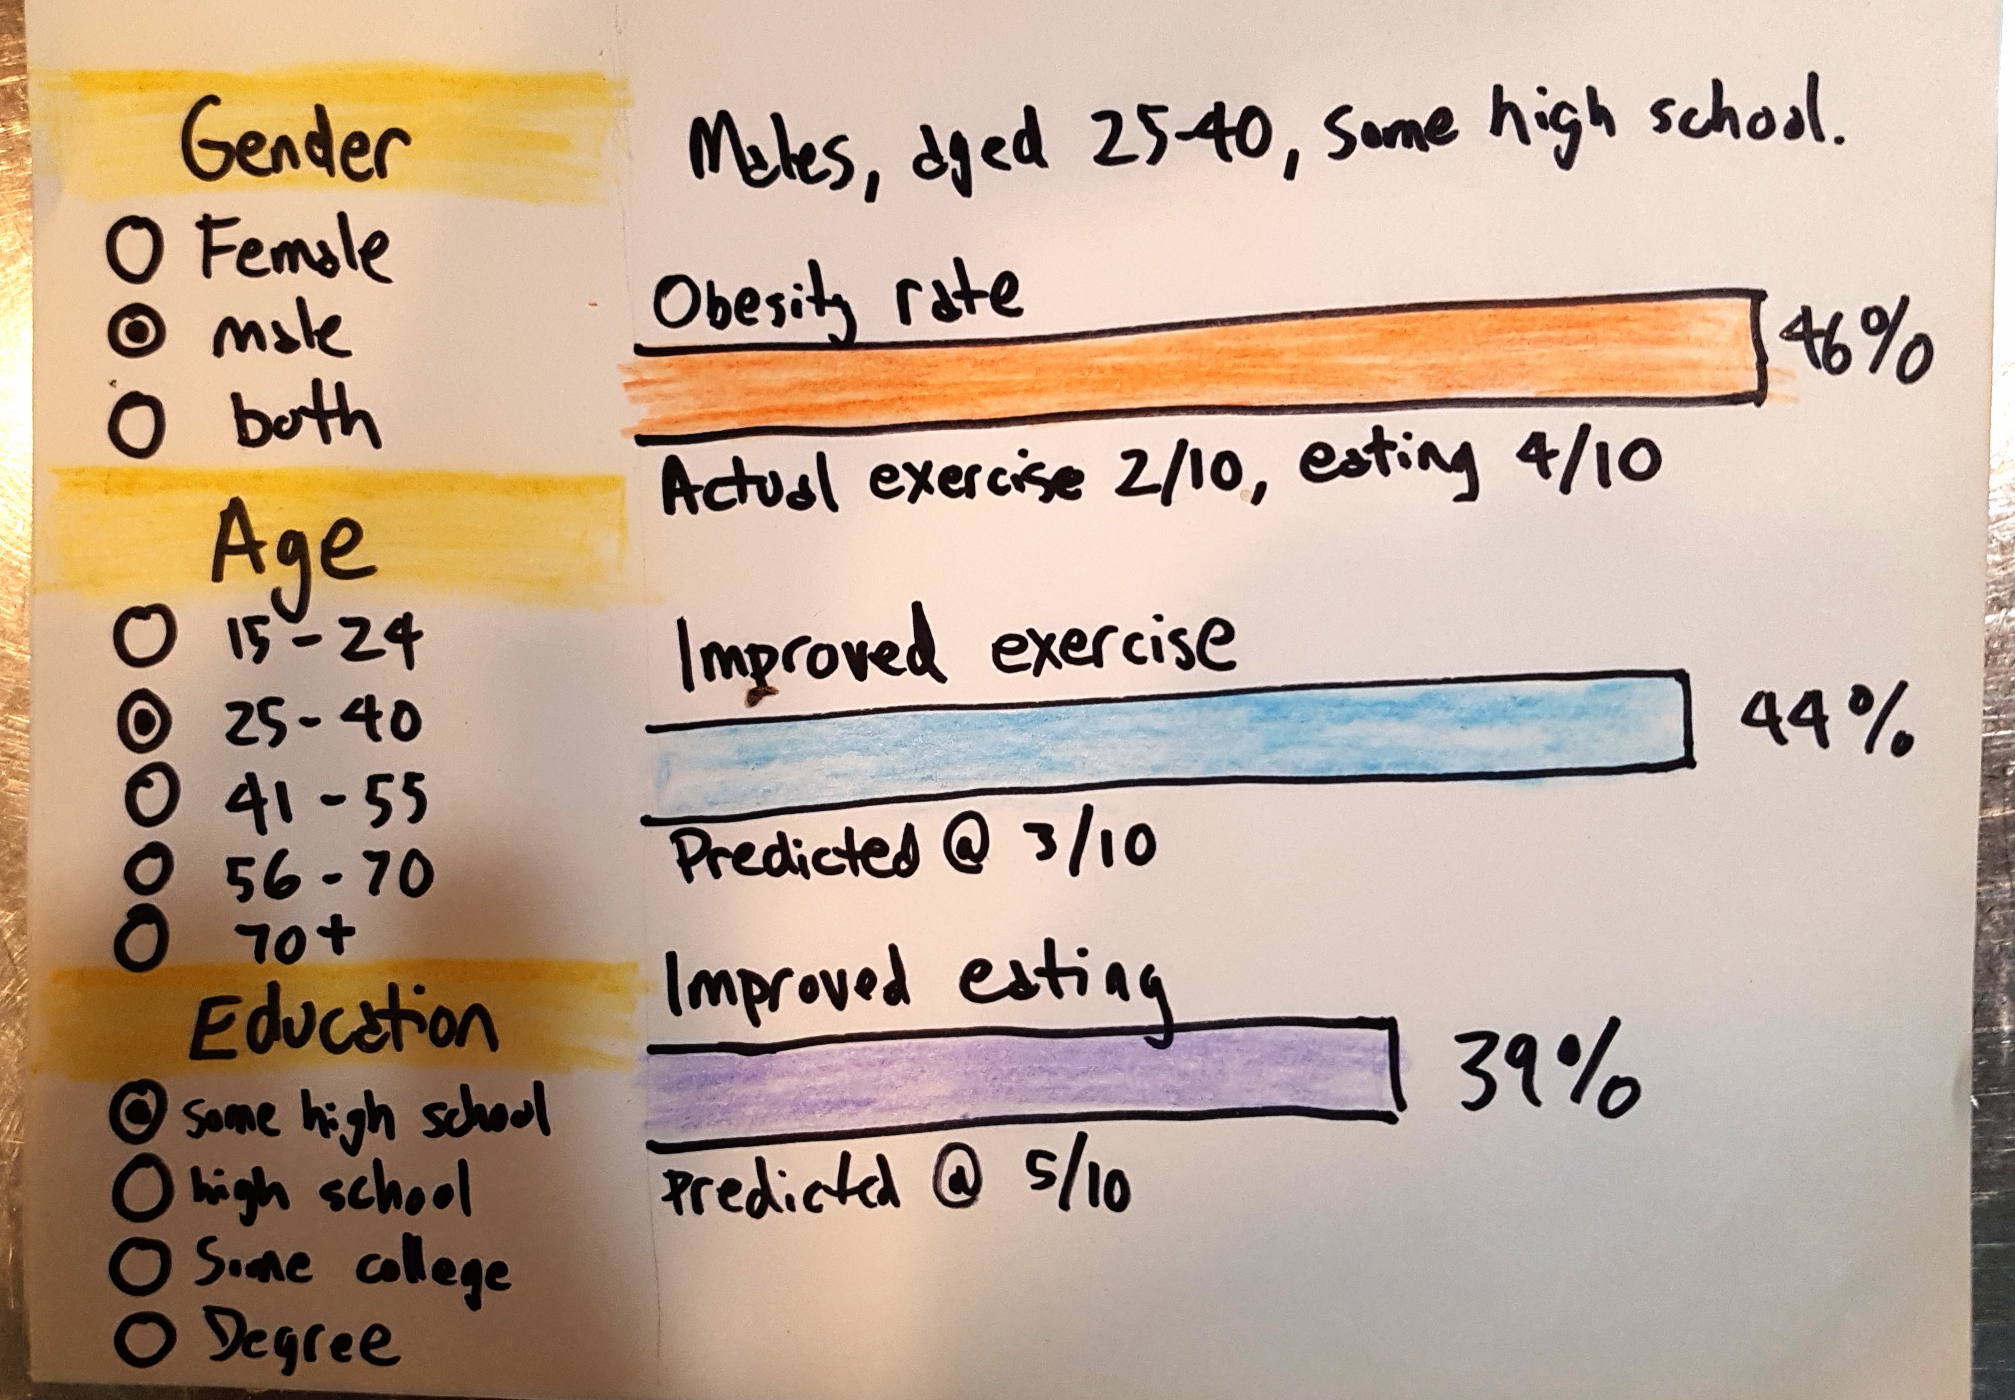 Gender
Female
male
both
Age
15-24
25-40
41-55
56-70
70+
Education
Some high school
high school
Some college
Degree
Males, aged 25-40, Some high school.
Obesity rate
46%
Actual exercise 2/10, eating 4/10
Improved exercise
44%
Predicted @ 3/10
Improved eating
39%
Predicted @ 5/10